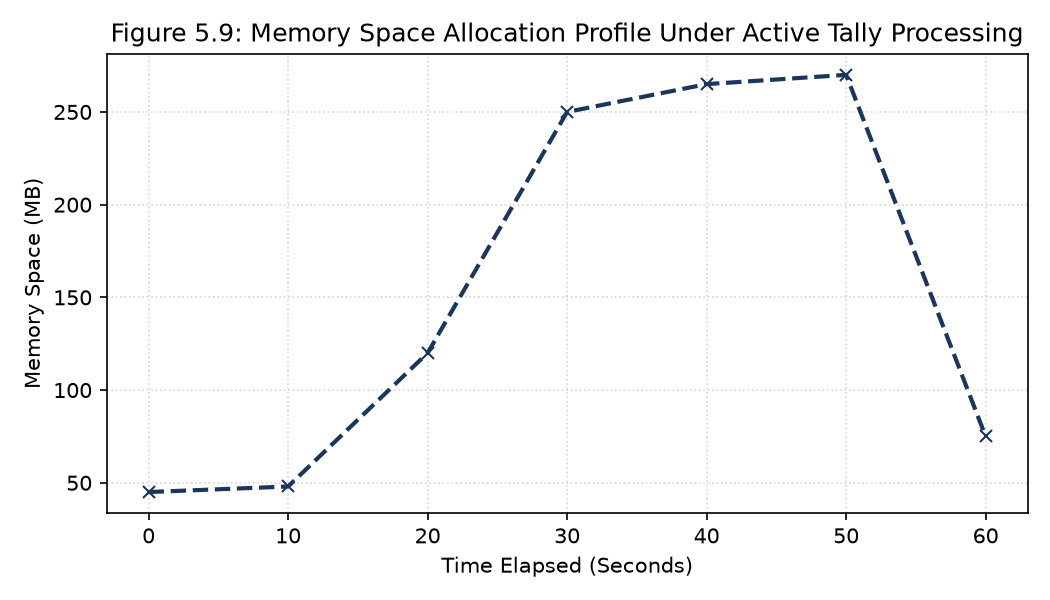 Figure 5.9: Memory Space Allocation Profile Under Active Tally Processing
Memory Space (MB)
250
200
150
100
50
0 10 20 30 40 50 60
Time Elapsed (Seconds)